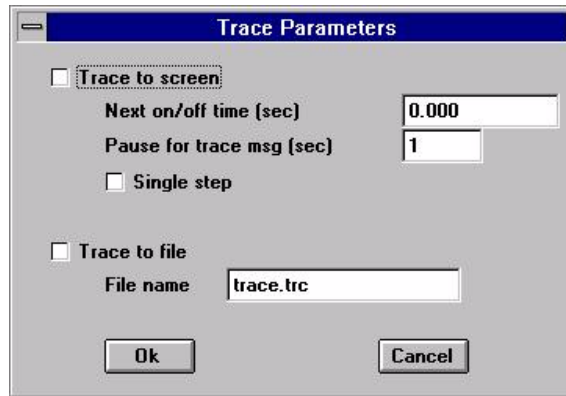 Trace Parameters
Trace to screen
Next on/off time (sec) 0.000
Pause for trace msg (sec) 1
Single step
Trace to file
File name trace.trc
Ok Cancel